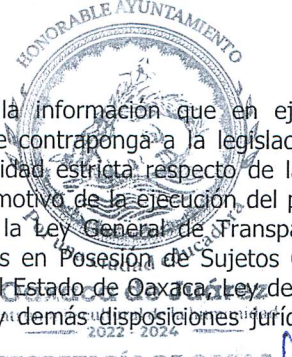 HONORABLE AYUNTAMIENTO
la información que en ej
e contraponga a la legislac
idad estricta respecto de la
motivo de la ejecución del p
la Ley General de Transpa
s en Posesión de Sujetos
l Estado de Oaxaca, Ley de
y demás disposiciones juríd
2022 - 2024